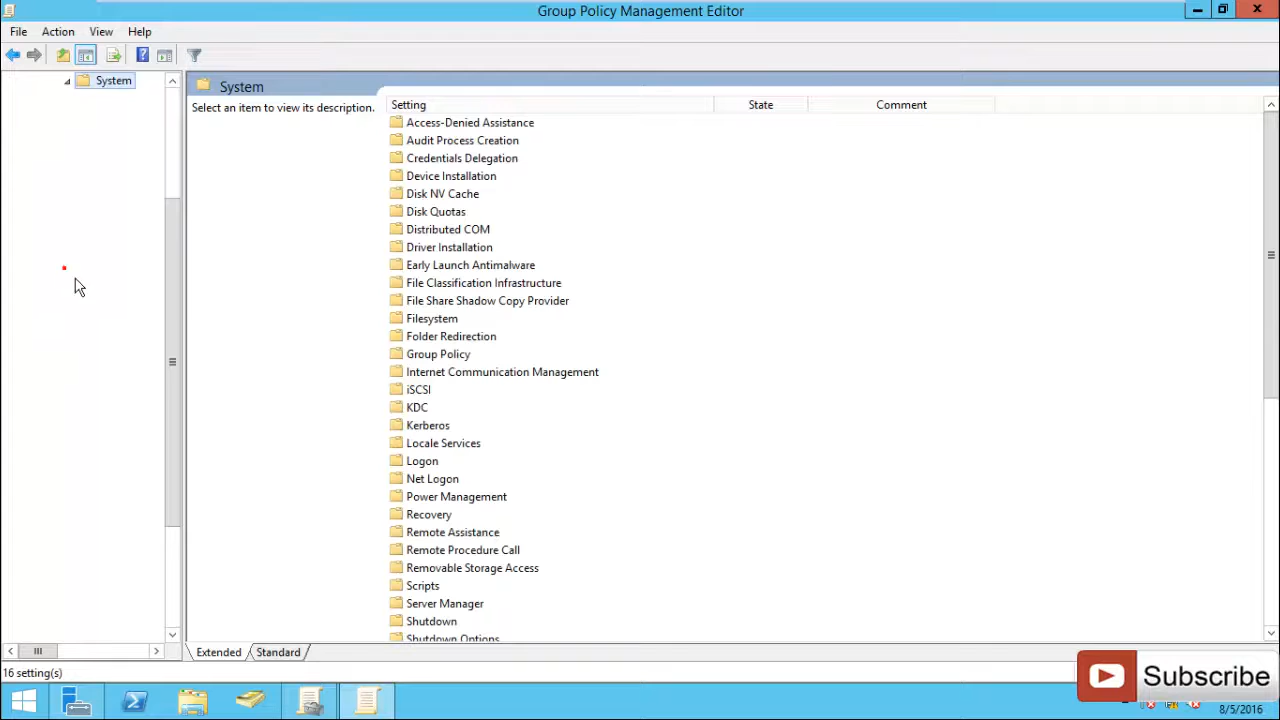 Group Policy Management Editor
File Action View Help
System
System
Select an item to view its description.
Setting State Comment
Access-Denied Assistance
Audit Process Creation
Credentials Delegation
Device Installation
Disk NV Cache
Disk Quotas
Distributed COM
Driver Installation
Early Launch Antimalware
File Classification Infrastructure
File Share Shadow Copy Provider
Filesystem
Folder Redirection
Group Policy
Internet Communication Management
iSCSI
KDC
Kerberos
Locale Services
Logon
Net Logon
Power Management
Recovery
Remote Assistance
Remote Procedure Call
Removable Storage Access
Scripts
Server Manager
Shutdown
Shutdown Options
Extended Standard
16 setting(s)
Subscribe
8/5/2016